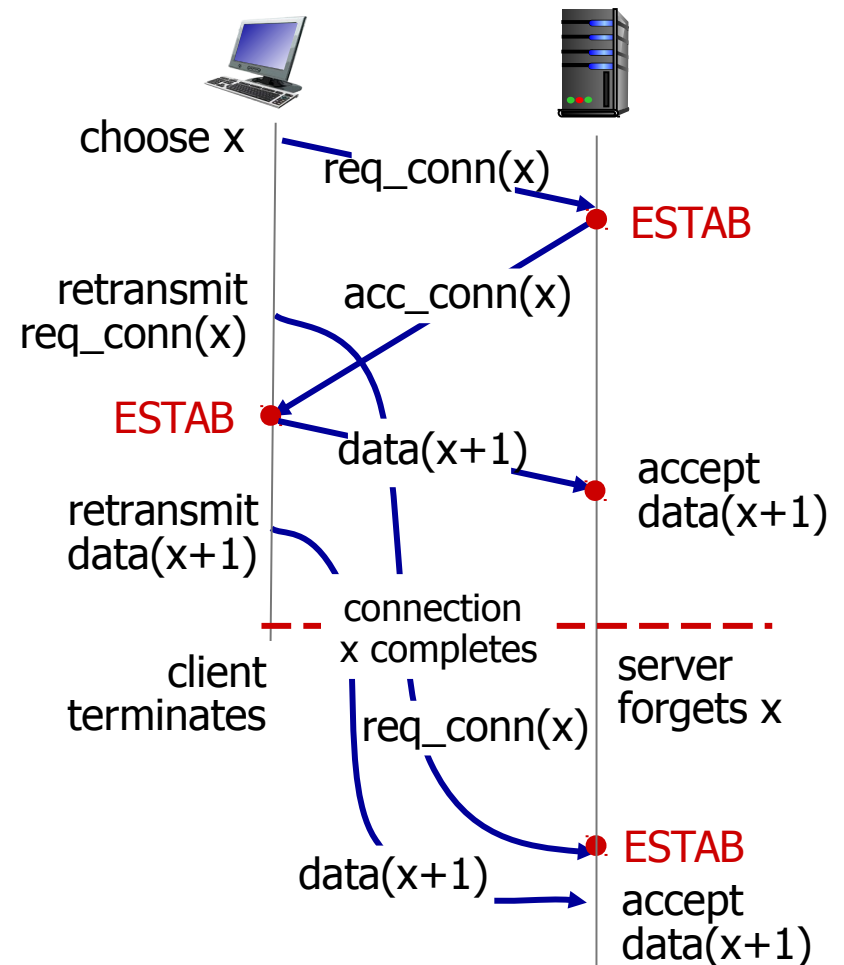 choose x
req_conn(x)
ESTAB
retransmit
req_conn(x)
acc_conn(x)
ESTAB
data(x+1)
accept
data(x+1)
retransmit
data(x+1)
connection
x completes
client
terminates
server
forgets x
req_conn(x)
ESTAB
data(x+1)
accept
data(x+1)